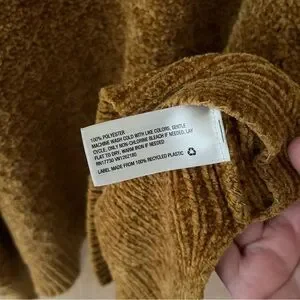 100% POLYESTER
MACHINE WASH COLD WITH LIKE COLORS, GENTLE
CYCLE, ONLY NON-CHLORINE BLEACH IF NEEDED, LAY
FLAT TO DRY, WARM IRON IF NEEDED
LABEL MADE FROM 100% RECYCLED PLASTIC